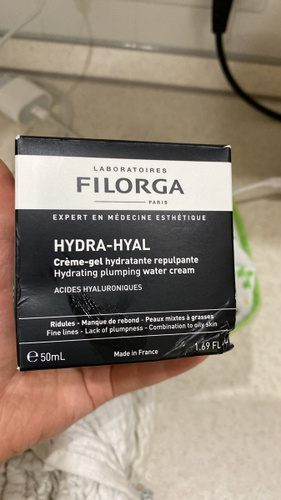 LABORATOIRES
FILORGA
PARIS
EXPERT EN MÉDECINE ESTHÉTIQUE
HYDRA-HYAL
Crème-gel hydratante repulpante
Hydrating plumping water cream
ACIDES HYALURONIQUES
Ridules - Manque de rebond - Peaux mixtes à grasses
Fine lines - Lack of plumpness - Combination to oily skin
℮ 50mL
Made in France
1.69 FL.